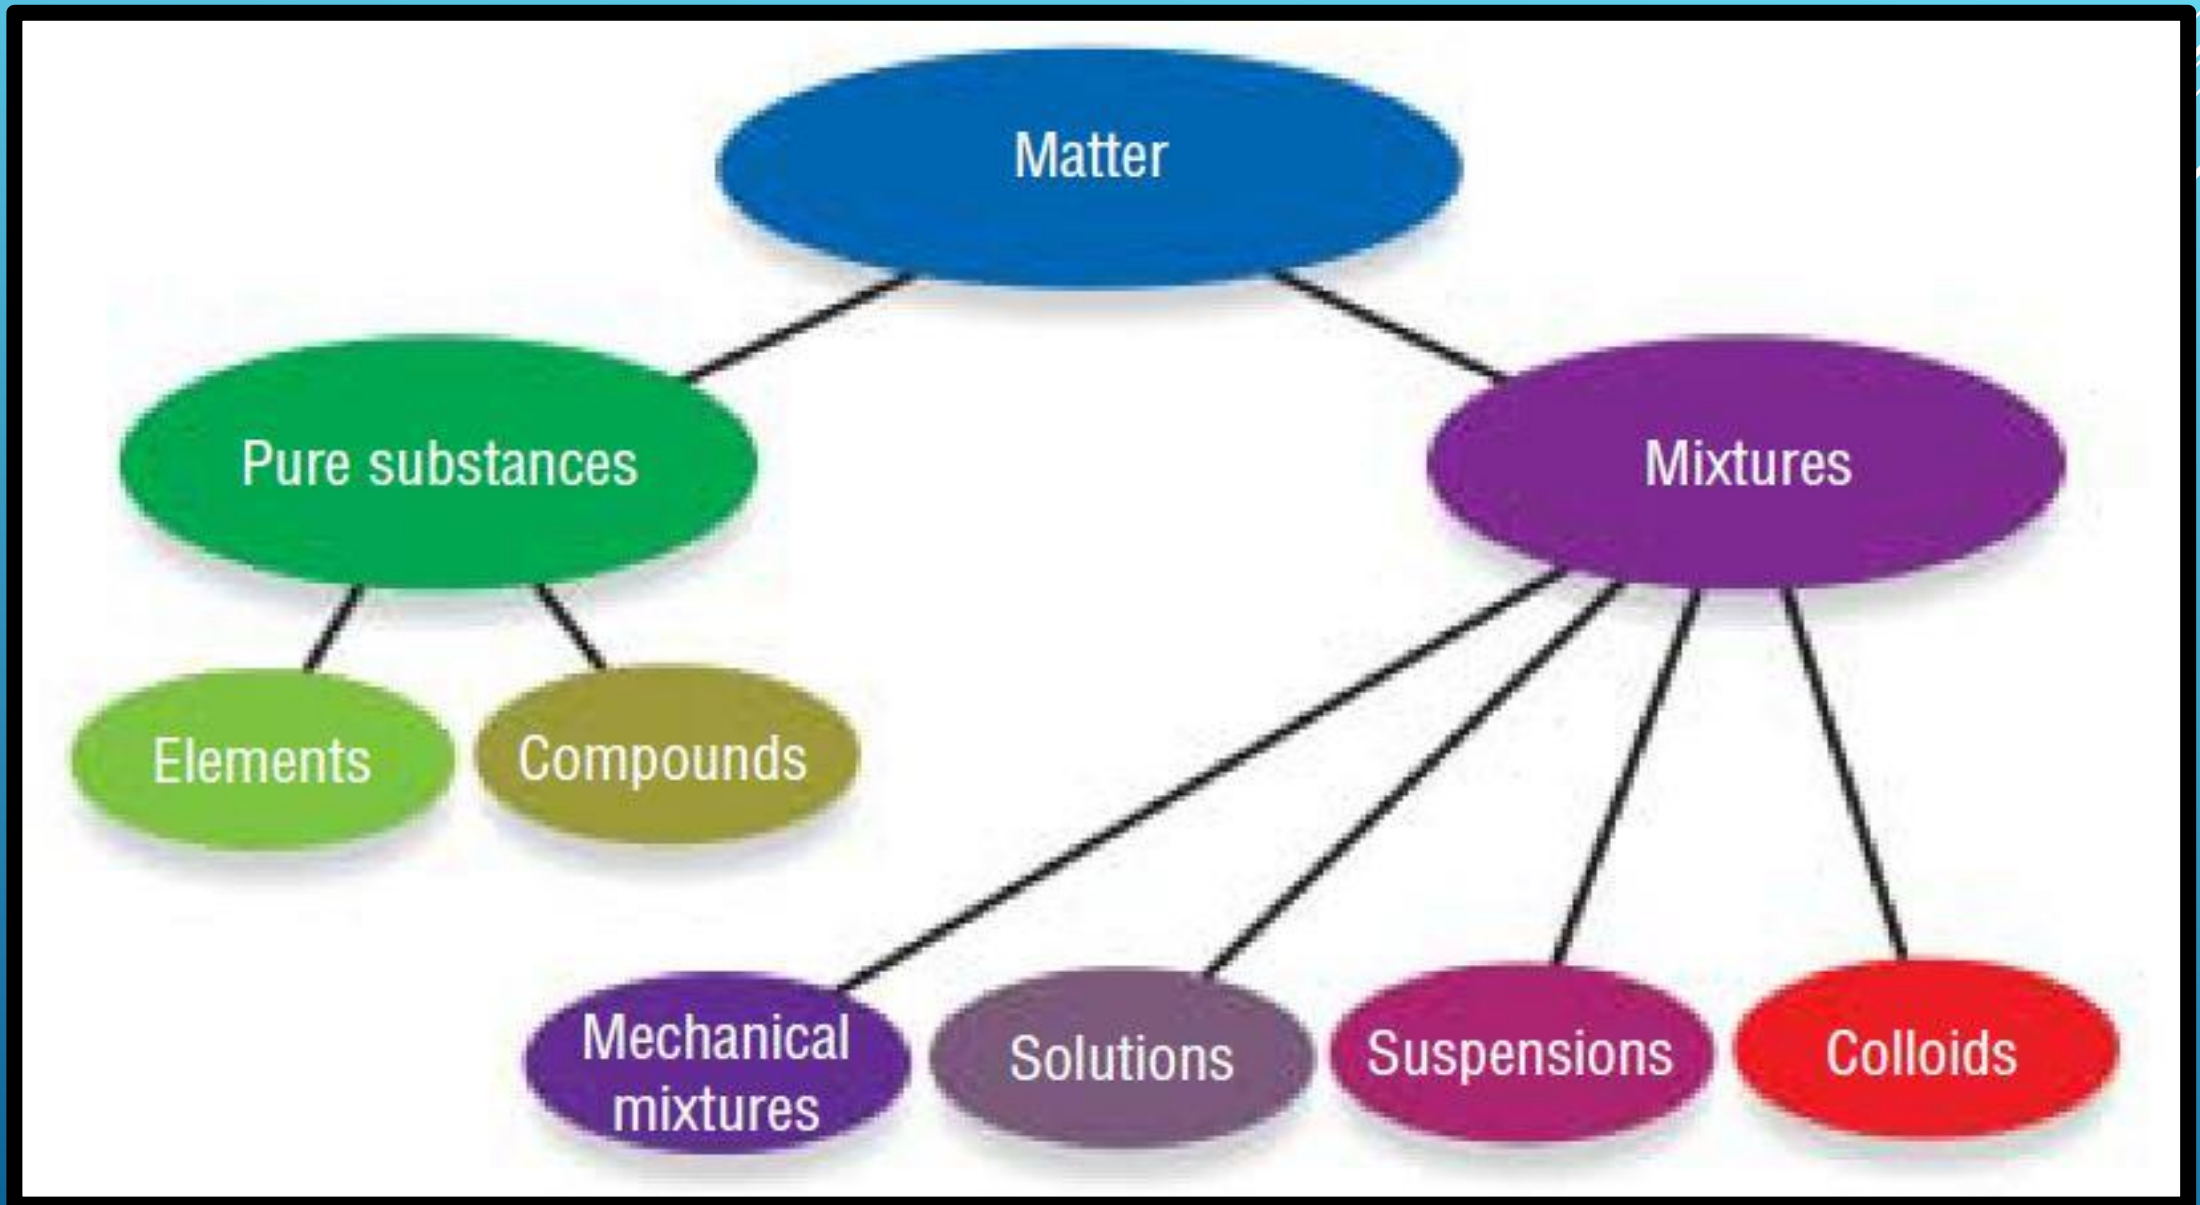 Matter
Pure substances
Mixtures
Elements
Compounds
Mechanical
mixtures
Solutions
Suspensions
Colloids